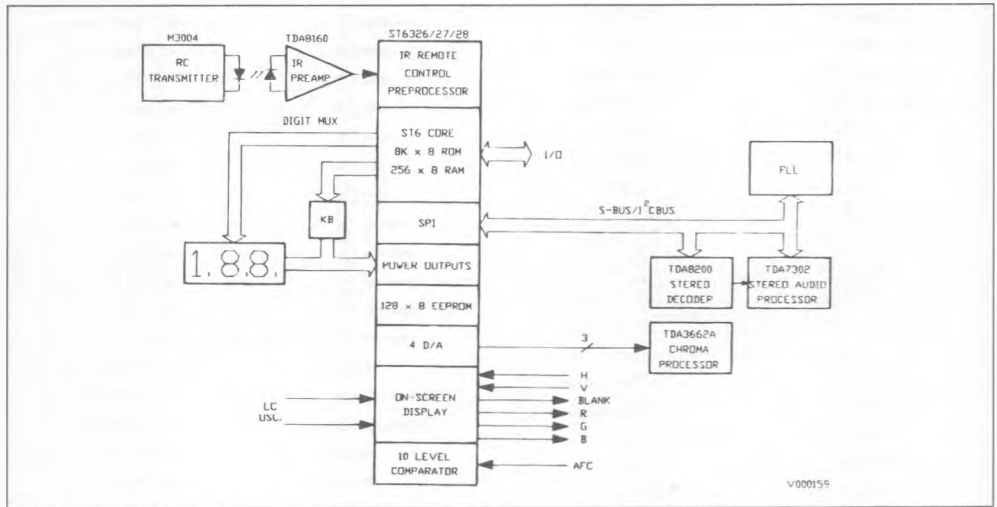 M3004
RC
TRANSMITTER
TDA8160
IR
PREAMP
ST6326/27/28
IR REMOTE
CONTROL
PREPROCESSOR
DIGIT MUX
ST6 CORE
8K x 8 ROM
256 x 8 RAM
I/O
PLL
S-BUS/I²CBUS
KB
SPI
1.8.8.
POWER OUTPUTS
TDA8200
STEREO
DECODER
TDA7302
STEREO AUDIO
PROCESSOR
128 x 8 EEPROM
4 D/A
3
TDA3662A
CHROMA
PROCESSOR
H
V
BLANK
R
G
B
ON-SCREEN
DISPLAY
LC
OSC.
10 LEVEL
COMPARATOR
AFC
V000159